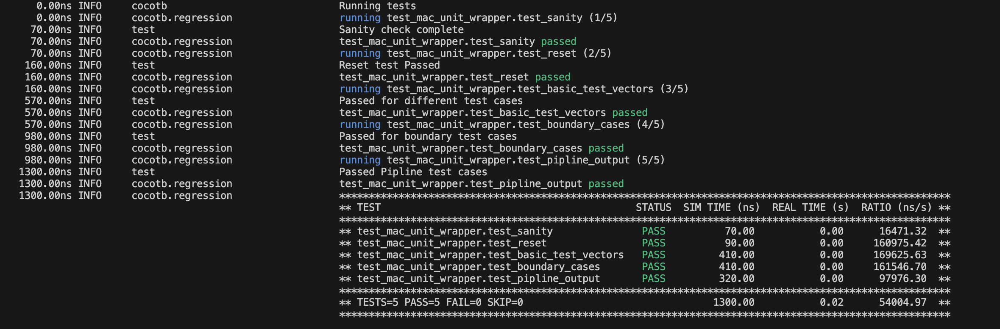 0.00ns INFO     cocotb                             Running tests
0.00ns INFO     cocotb.regression                  running test_mac_unit_wrapper.test_sanity (1/5)
70.00ns INFO     test                               Sanity check complete
70.00ns INFO     cocotb.regression                  test_mac_unit_wrapper.test_sanity passed
70.00ns INFO     cocotb.regression                  running test_mac_unit_wrapper.test_reset (2/5)
160.00ns INFO     test                               Reset test Passed
160.00ns INFO     cocotb.regression                  test_mac_unit_wrapper.test_reset passed
160.00ns INFO     cocotb.regression                  running test_mac_unit_wrapper.test_basic_test_vectors (3/5)
570.00ns INFO     test                               Passed for different test cases
570.00ns INFO     cocotb.regression                  test_mac_unit_wrapper.test_basic_test_vectors passed
570.00ns INFO     cocotb.regression                  running test_mac_unit_wrapper.test_boundary_cases (4/5)
980.00ns INFO     test                               Passed for boundary test cases
980.00ns INFO     cocotb.regression                  test_mac_unit_wrapper.test_boundary_cases passed
980.00ns INFO     cocotb.regression                  running test_mac_unit_wrapper.test_pipline_output (5/5)
1300.00ns INFO     test                               Passed Pipline test cases
1300.00ns INFO     cocotb.regression                  test_mac_unit_wrapper.test_pipline_output passed
1300.00ns INFO     cocotb.regression                  *******************************************************************************************************
** TEST                                           STATUS  SIM TIME (ns)  REAL TIME (s)  RATIO (ns/s) **
*******************************************************************************************************
** test_mac_unit_wrapper.test_sanity               PASS          70.00           0.00      16471.32  **
** test_mac_unit_wrapper.test_reset                PASS          90.00           0.00     160975.42  **
** test_mac_unit_wrapper.test_basic_test_vectors   PASS         410.00           0.00     169625.63  **
** test_mac_unit_wrapper.test_boundary_cases       PASS         410.00           0.00     161546.70  **
** test_mac_unit_wrapper.test_pipline_output       PASS         320.00           0.00      97976.30  **
*******************************************************************************************************
** TESTS=5 PASS=5 FAIL=0 SKIP=0                                1300.00           0.02      54004.97  **
*******************************************************************************************************